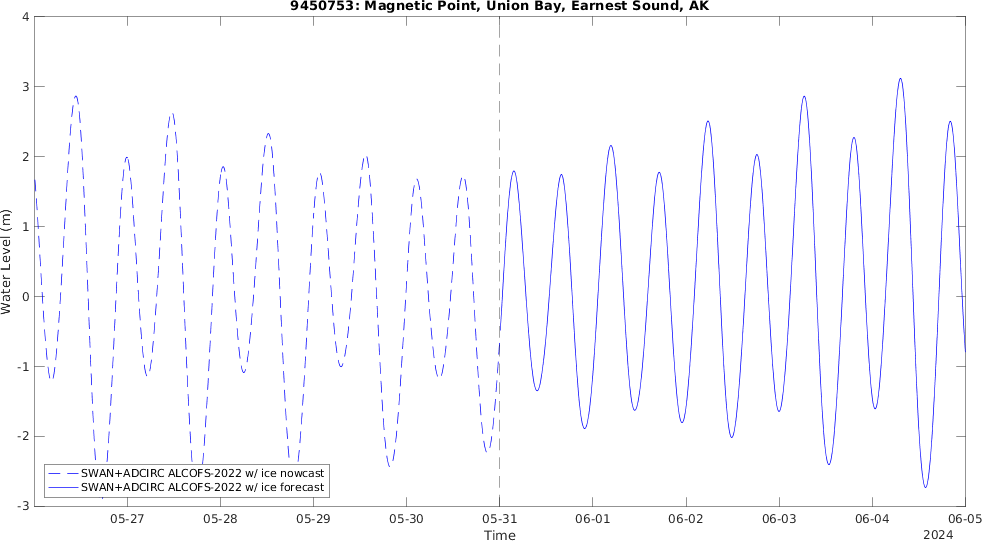 9450753: Magnetic Point, Union Bay, Earnest Sound, AK
4
3
2
1
0
-1
-2
-3
Water Level (m)
SWAN+ADCIRC ALCOFS-2022 w/ ice nowcast
SWAN+ADCIRC ALCOFS-2022 w/ ice forecast
05-27 05-28 05-29 05-30 05-31 06-01 06-02 06-03 06-04 06-05
Time
2024